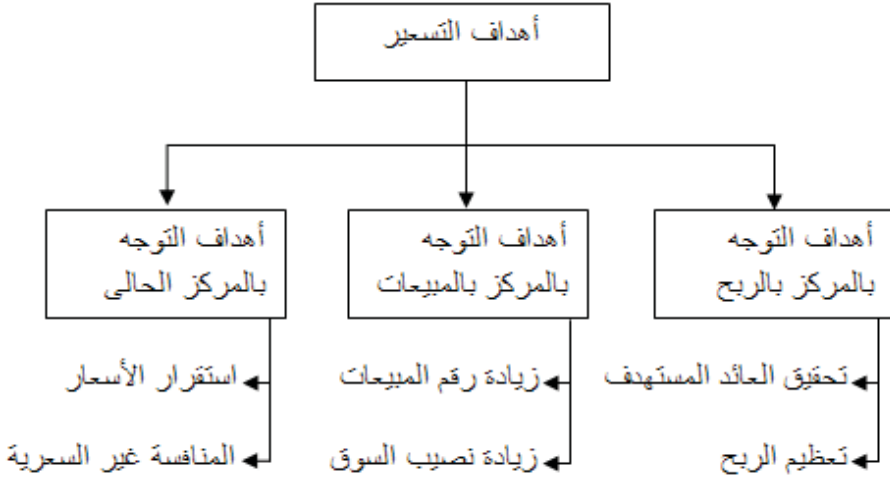 أهداف التسعير
أهداف التوجه
بالمركز بالربح
تحقيق العائد المستهدف
تعظيم الربح
أهداف التوجه
بالمركز بالمبيعات
زيادة رقم المبيعات
زيادة نصيب السوق
أهداف التوجه
بالمركز الحالى
استقرار الأسعار
المنافسة غير السعرية